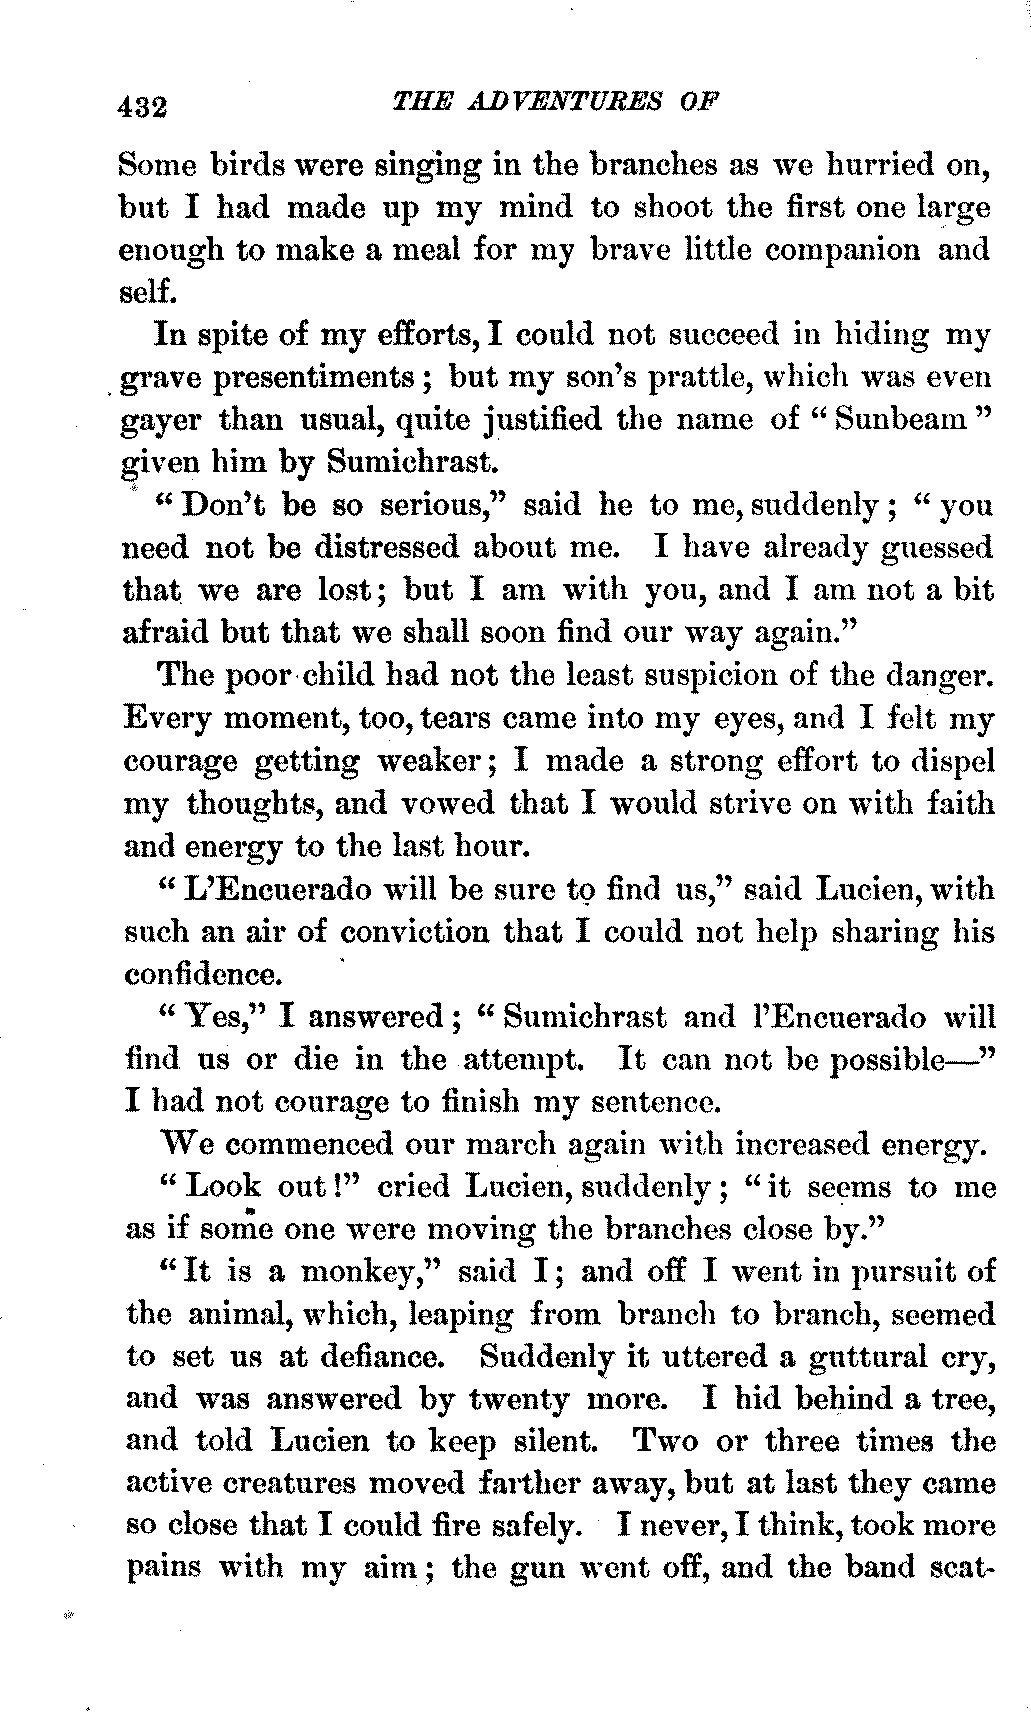 432 THE ADVENTURES OF
Some birds were singing in the branches as we hurried on,
but I had made up my mind to shoot the first one large
enough to make a meal for my brave little companion and
self.
In spite of my efforts, I could not succeed in hiding my
grave presentiments; but my son's prattle, which was even
gayer than usual, quite justified the name of "Sunbeam"
given him by Sumichrast.
"Don't be so serious," said he to me, suddenly; "you
need not be distressed about me. I have already guessed
that we are lost; but I am with you, and I am not a bit
afraid but that we shall soon find our way again."
The poor child had not the least suspicion of the danger.
Every moment, too, tears came into my eyes, and I felt my
courage getting weaker; I made a strong effort to dispel
my thoughts, and vowed that I would strive on with faith
and energy to the last hour.
"L'Encuerado will be sure to find us," said Lucien, with
such an air of conviction that I could not help sharing his
confidence.
"Yes," I answered; "Sumichrast and l'Encuerado will
find us or die in the attempt. It can not be possible—"
I had not courage to finish my sentence.
We commenced our march again with increased energy.
"Look out!" cried Lucien, suddenly; "it seems to me
as if some one were moving the branches close by."
"It is a monkey," said I; and off I went in pursuit of
the animal, which, leaping from branch to branch, seemed
to set us at defiance. Suddenly it uttered a guttural cry,
and was answered by twenty more. I hid behind a tree,
and told Lucien to keep silent. Two or three times the
active creatures moved farther away, but at last they came
so close that I could fire safely. I never, I think, took more
pains with my aim; the gun went off, and the band scat-